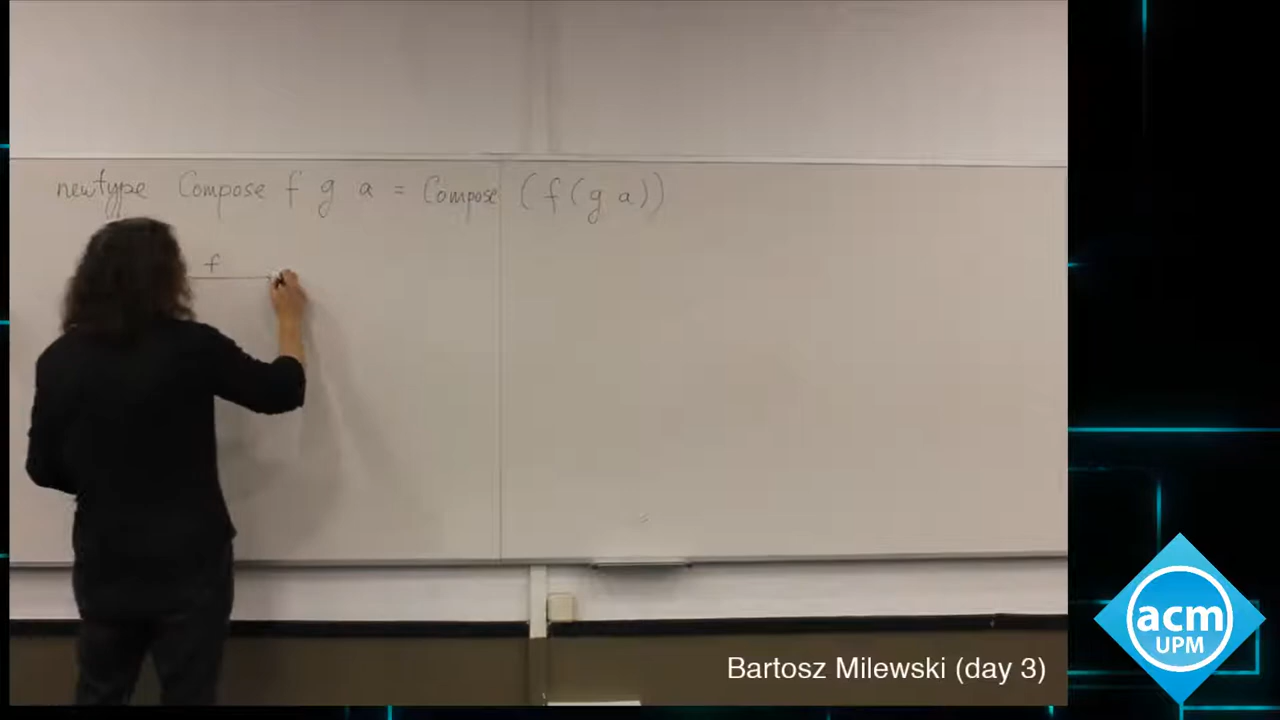 newtype Compose f g a = Compose (f(g a))
f
acm
UPM
Bartosz Milewski (day 3)